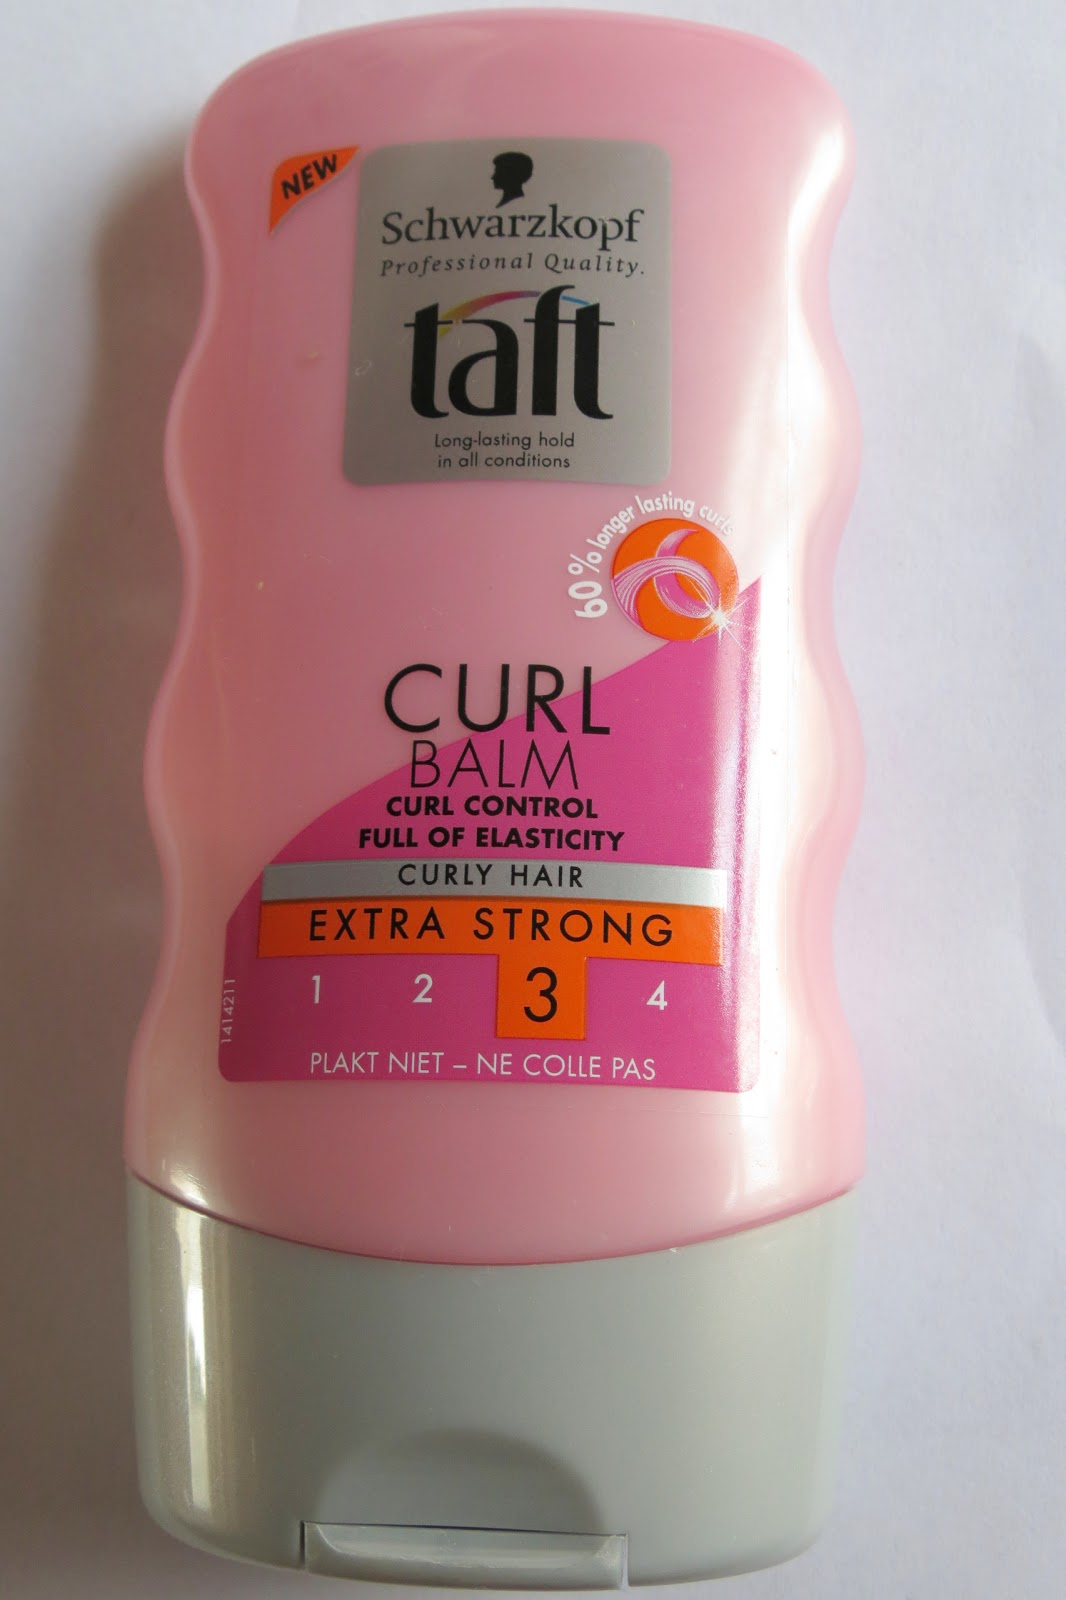 NEW
Schwarzkopf
Professional Quality.
taft
Long-lasting hold
in all conditions
60% longer lasting curls
CURL
BALM
CURL CONTROL
FULL OF ELASTICITY
CURLY HAIR
EXTRA STRONG
1 2 3 4
1414211
PLAKT NIET – NE COLLE PAS